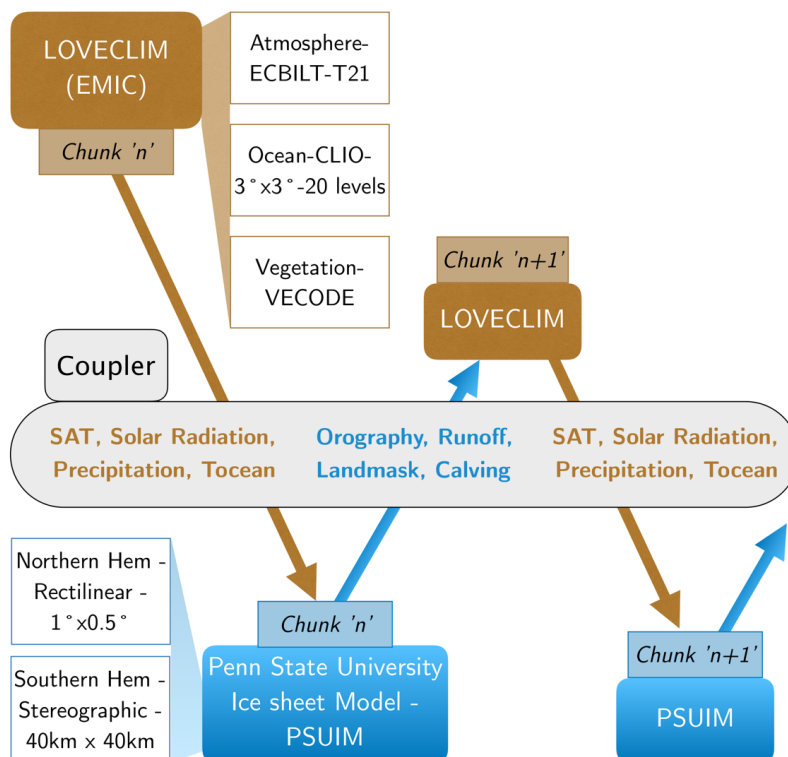 LOVECLIM
(EMIC)
Chunk 'n'
Atmosphere-
ECBILT-T21
Ocean-CLIO-
3°x3°-20 levels
Vegetation-
VECODE
Chunk 'n+1'
LOVECLIM
Coupler
SAT, Solar Radiation,
Precipitation, Tocean
Orography, Runoff,
Landmask, Calving
SAT, Solar Radiation,
Precipitation, Tocean
Northern Hem -
Rectilinear -
1°x0.5°
Southern Hem -
Stereographic -
40km x 40km
Chunk 'n'
Penn State University
Ice sheet Model -
PSUIM
Chunk 'n+1'
PSUIM